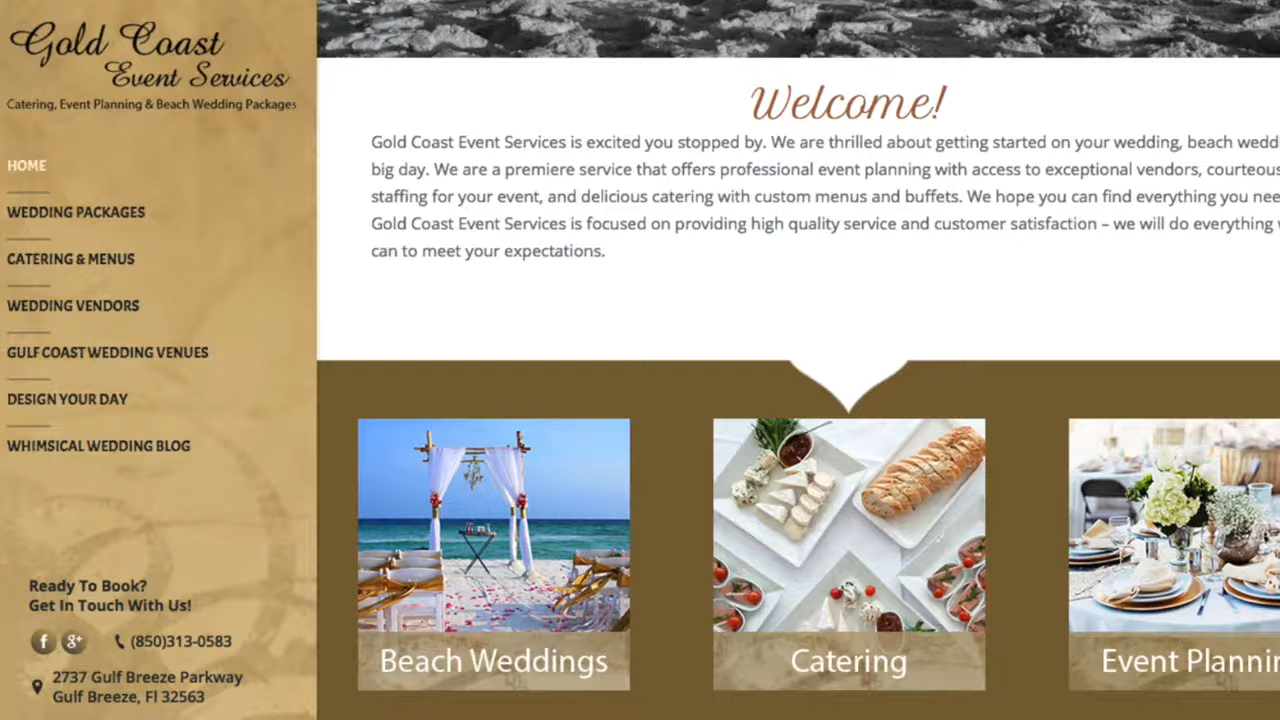 Gold Coast
Event Services
Catering, Event Planning & Beach Wedding Packages
HOME
WEDDING PACKAGES
CATERING & MENUS
WEDDING VENDORS
GULF COAST WEDDING VENUES
DESIGN YOUR DAY
WHIMSICAL WEDDING BLOG
Ready To Book?
Get In Touch With Us!
f g+ (850)313-0583
2737 Gulf Breeze Parkway
Gulf Breeze, Fl 32563
Welcome!
Gold Coast Event Services is excited you stopped by. We are thrilled about getting started on your wedding, beach wedd
big day. We are a premiere service that offers professional event planning with access to exceptional vendors, courteous
staffing for your event, and delicious catering with custom menus and buffets. We hope you can find everything you nee
Gold Coast Event Services is focused on providing high quality service and customer satisfaction – we will do everything
can to meet your expectations.
Beach Weddings
Catering
Event Plannin